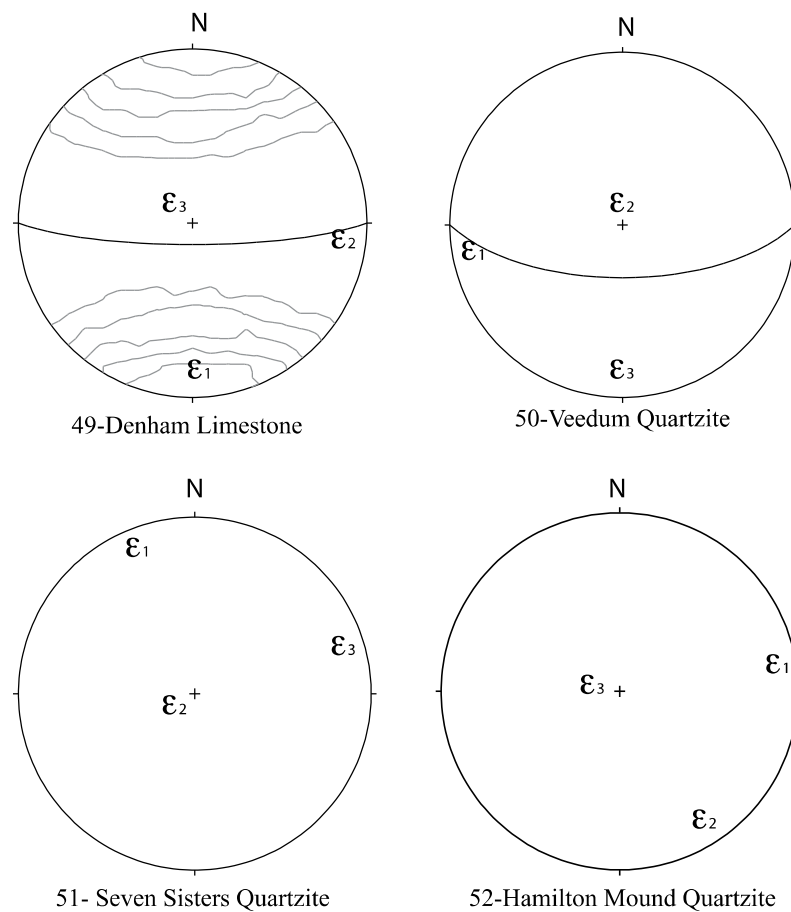 N
N
ε3
ε2
ε1
ε2
ε1
ε3
49-Denham Limestone
50-Veedum Quartzite
N
N
ε1
ε3
ε2
ε1
ε3
ε2
51- Seven Sisters Quartzite
52-Hamilton Mound Quartzite